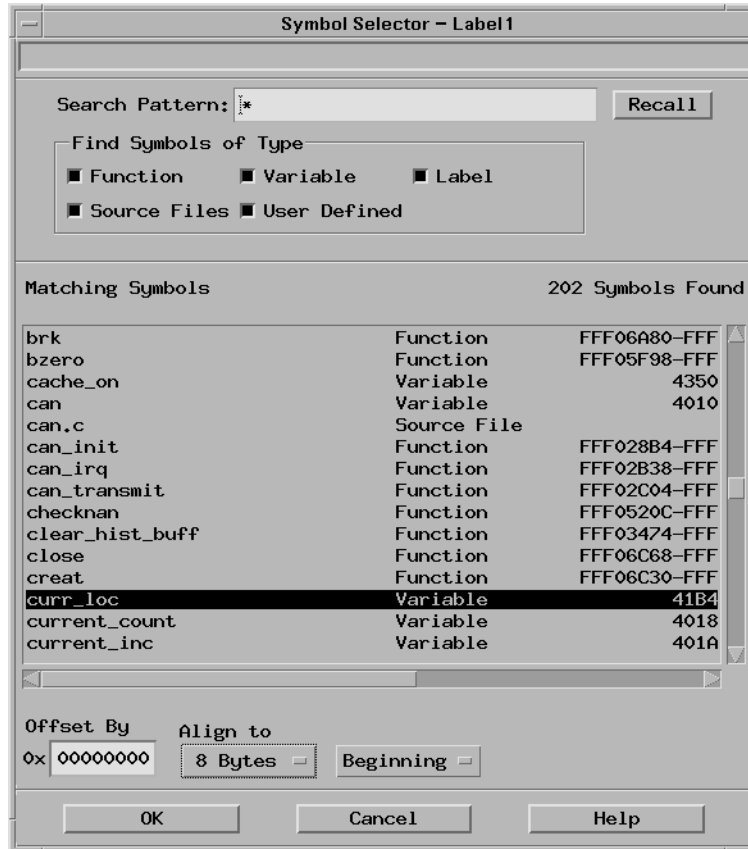 Symbol Selector – Label1
Search Pattern: * Recall
Find Symbols of Type
Function Variable Label
Source Files User Defined
Matching Symbols 202 Symbols Found
brk Function FFF06A80-FFF
bzero Function FFF05F98-FFF
cache_on Variable 4350
can Variable 4010
can.c Source File
can_init Function FFF028B4-FFF
can_irq Function FFF02B38-FFF
can_transmit Function FFF02C04-FFF
checknan Function FFF0520C-FFF
clear_hist_buff Function FFF03474-FFF
close Function FFF06C68-FFF
creat Function FFF06C30-FFF
curr_loc Variable 41B4
current_count Variable 4018
current_inc Variable 401A
Offset By Align to
0x 00000000 8 Bytes Beginning
OK Cancel Help